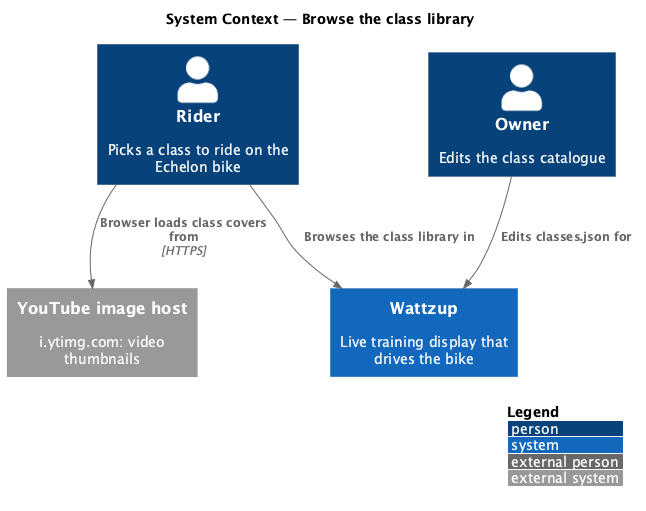 System Context — Browse the class library
Rider
Picks a class to ride on the
Echelon bike
Owner
Edits the class catalogue
Browser loads class covers
from
[HTTPS]
Browses the class library in
Edits classes.json for
YouTube image host
i.ytimg.com: video
thumbnails
Wattzup
Live training display that
drives the bike
Legend
person
system
external person
external system